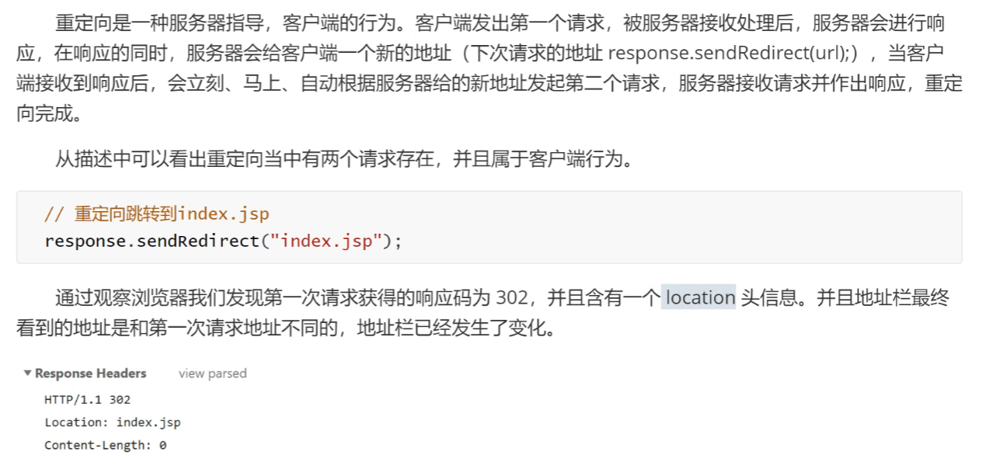 重定向是一种服务器指导，客户端的行为。客户端发出第一个请求，被服务器接收处理后，服务器会进行响
应，在响应的同时，服务器会给客户端一个新的地址（下次请求的地址 response.sendRedirect(url);），当客户
端接收到响应后，会立刻、马上、自动根据服务器给的新地址发起第二个请求，服务器接收请求并作出响应，重定
向完成。
从描述中可以看出重定向当中有两个请求存在，并且属于客户端行为。
// 重定向跳转到index.jsp
response.sendRedirect("index.jsp");
通过观察浏览器我们发现第一次请求获得的响应码为 302，并且含有一个 location 头信息。并且地址栏最终
看到的地址是和第一次请求地址不同的，地址栏已经发生了变化。
▼ Response Headers view parsed
HTTP/1.1 302
Location: index.jsp
Content-Length: 0